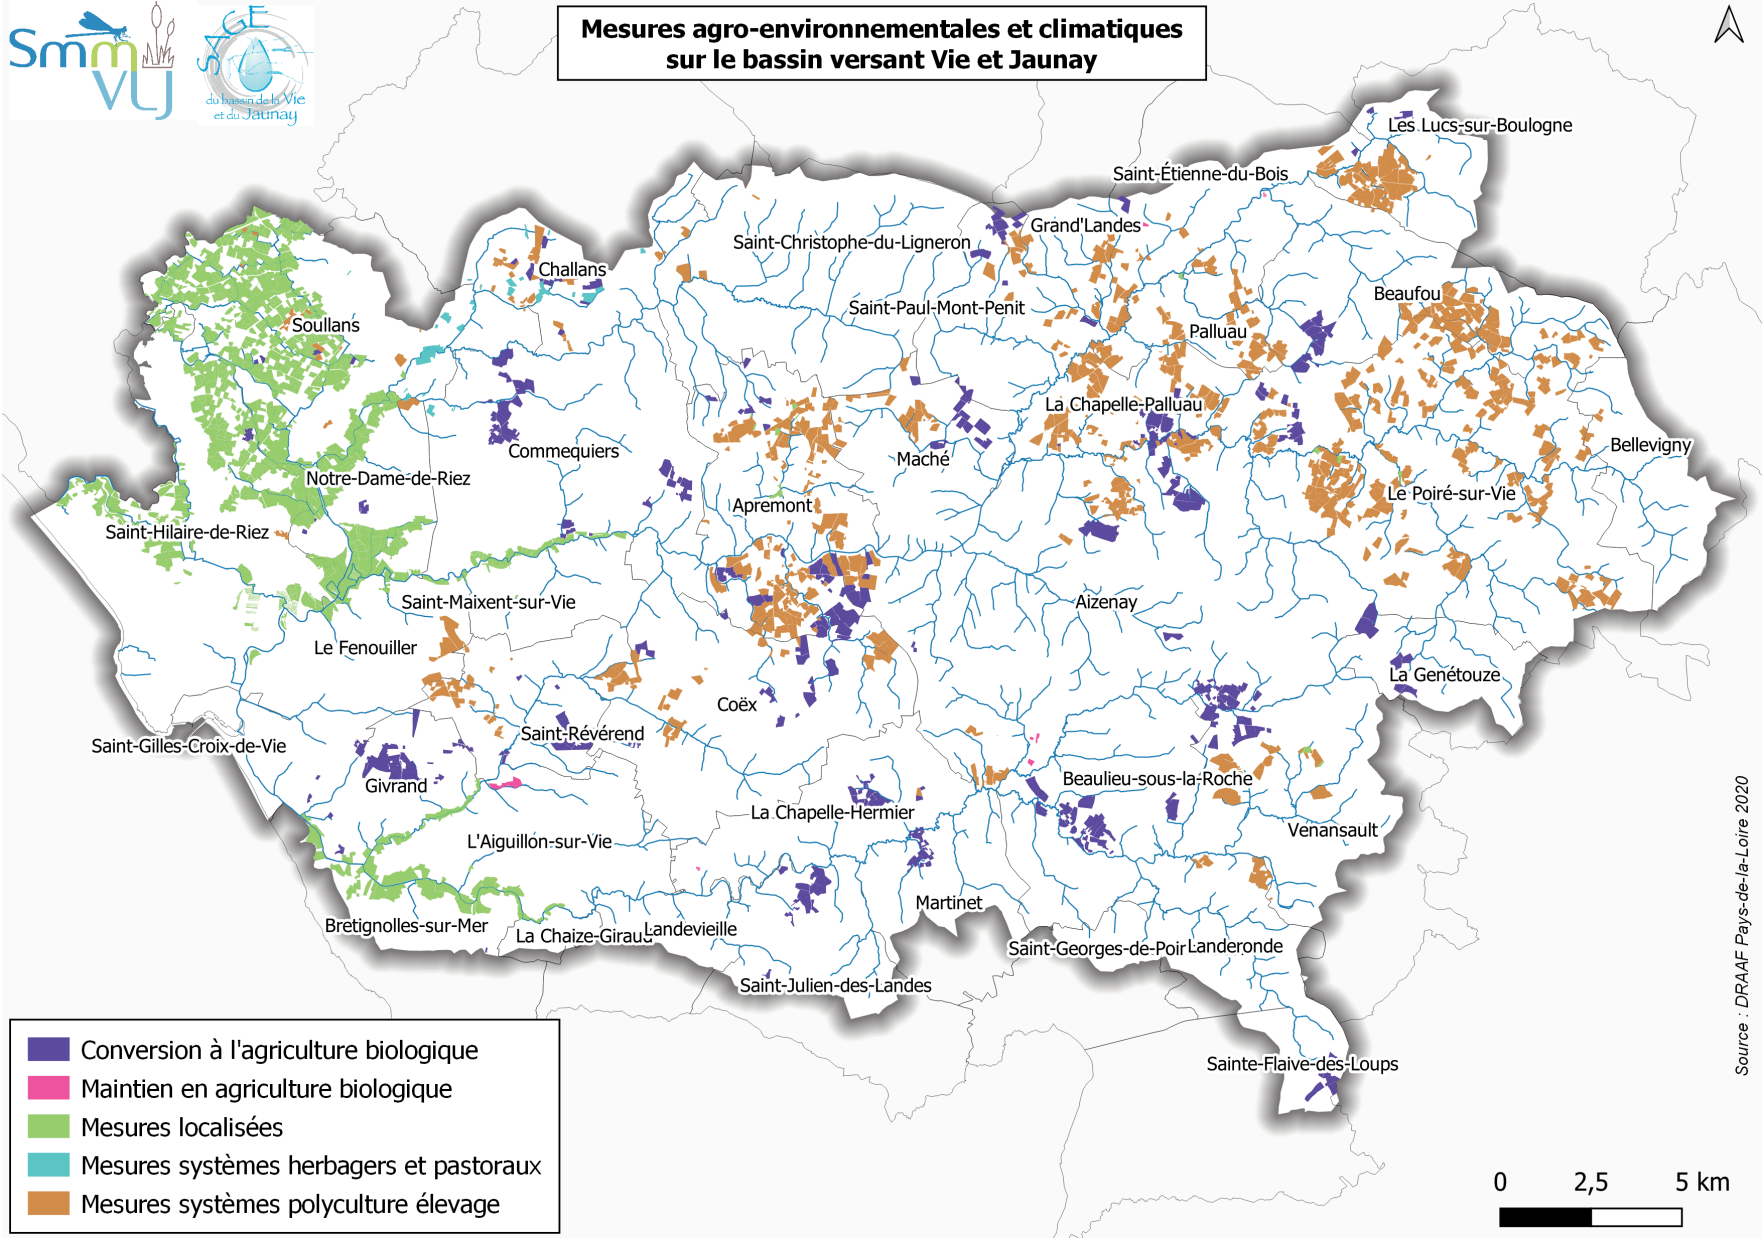 Smm
VIJ
SAGE
du bassin de la Vie
et du Jaunay
Mesures agro-environnementales et climatiques
sur le bassin versant Vie et Jaunay
Les Lucs-sur-Boulogne
Saint-Étienne-du-Bois
Grand'Landes
Saint-Christophe-du-Ligneron
Challans
Beaufou
Saint-Paul-Mont-Penit
Soullans
Palluau
La Chapelle-Palluau
Bellevigny
Commequiers
Maché
Notre-Dame-de-Riez
Le Poiré-sur-Vie
Apremont
Saint-Hilaire-de-Riez
Saint-Maixent-sur-Vie
Aizenay
Le Fenouiller
La Genétouze
Coëx
Saint-Révérend
Saint-Gilles-Croix-de-Vie
Beaulieu-sous-la-Roche
Givrand
La Chapelle-Hermier
Venansault
L'Aiguillon-sur-Vie
Martinet
Bretignolles-sur-Mer
La Chaize-Giraud
Landevieille
Saint-Georges-de-Poin
Landeronde
Saint-Julien-des-Landes
Sainte-Flaive-des-Loups
Source : DRAAF Pays-de-la-Loire 2020
Conversion à l'agriculture biologique
Maintien en agriculture biologique
Mesures localisées
Mesures systèmes herbagers et pastoraux
Mesures systèmes polyculture élevage
0 2,5 5 km